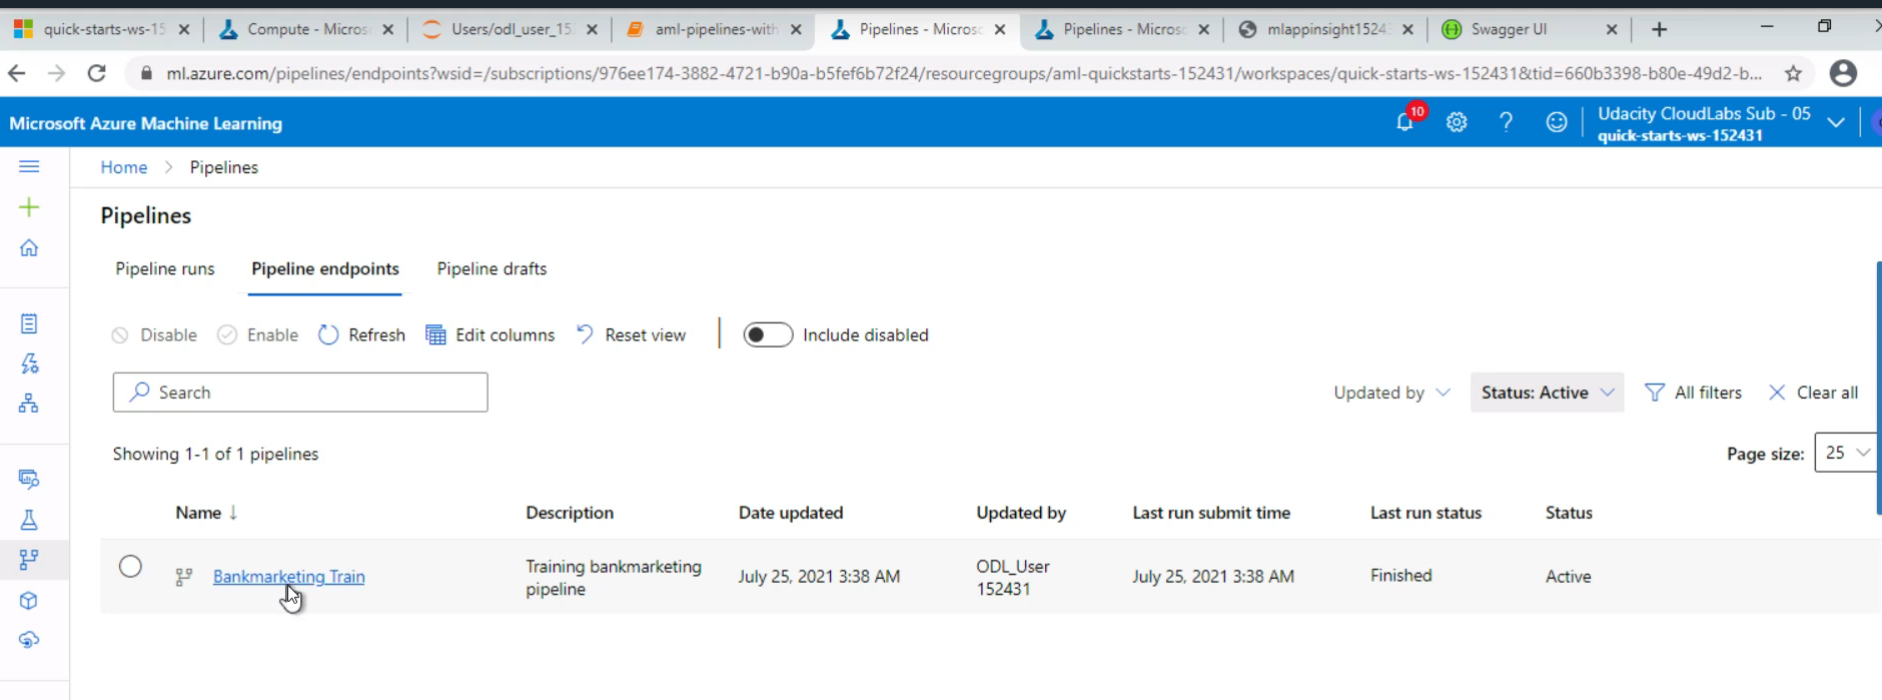 quick-starts-ws-15
Compute - Micros
Users/odl_user_15
aml-pipelines-with
Pipelines - Micros
Pipelines - Micros
mlappinsight1524
Swagger UI
ml.azure.com/pipelines/endpoints?wsid=/subscriptions/976ee174-3882-4721-b90a-b5fef6b72f24/resourcegroups/aml-quickstarts-152431/workspaces/quick-starts-ws-152431&tid=660b3398-b80e-49d2-b...
Microsoft Azure Machine Learning
10
Udacity CloudLabs Sub - 05
quick-starts-ws-152431
Home > Pipelines
Pipelines
Pipeline runs Pipeline endpoints Pipeline drafts
Disable Enable Refresh Edit columns Reset view Include disabled
Search Updated by Status: Active All filters Clear all
Showing 1-1 of 1 pipelines Page size: 25
Name ↓ Description Date updated Updated by Last run submit time Last run status Status
Bankmarketing Train
Training bankmarketing
pipeline
July 25, 2021 3:38 AM
ODL_User
152431
July 25, 2021 3:38 AM
Finished
Active